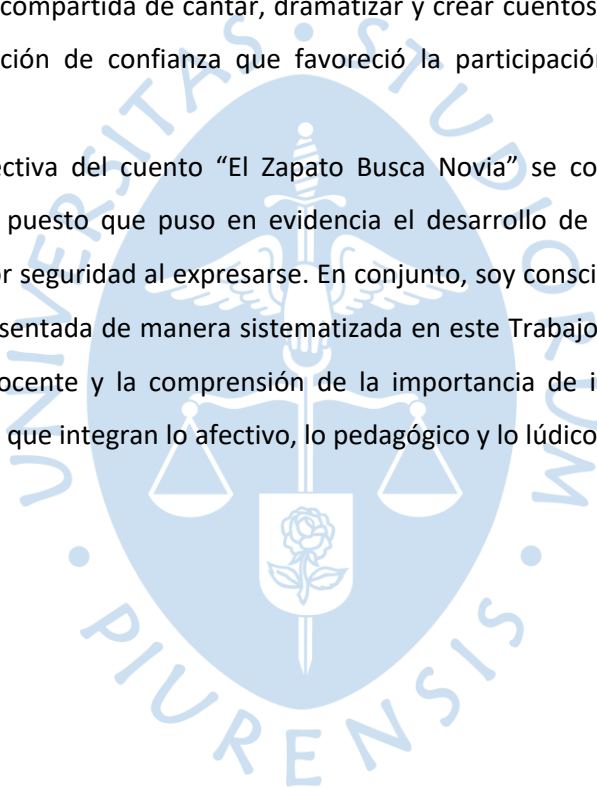 compartida de cantar, dramatizar y crear cuentos
ción de confianza que favoreció la participación
ectiva del cuento “El Zapato Busca Novia” se co
puesto que puso en evidencia el desarrollo de
or seguridad al expresarse. En conjunto, soy consci
sentada de manera sistematizada en este Trabajo
ocente y la comprensión de la importancia de i
que integran lo afectivo, lo pedagógico y lo lúdico
UNIVERSITAS • STUDIORUM • PIURENSIS •